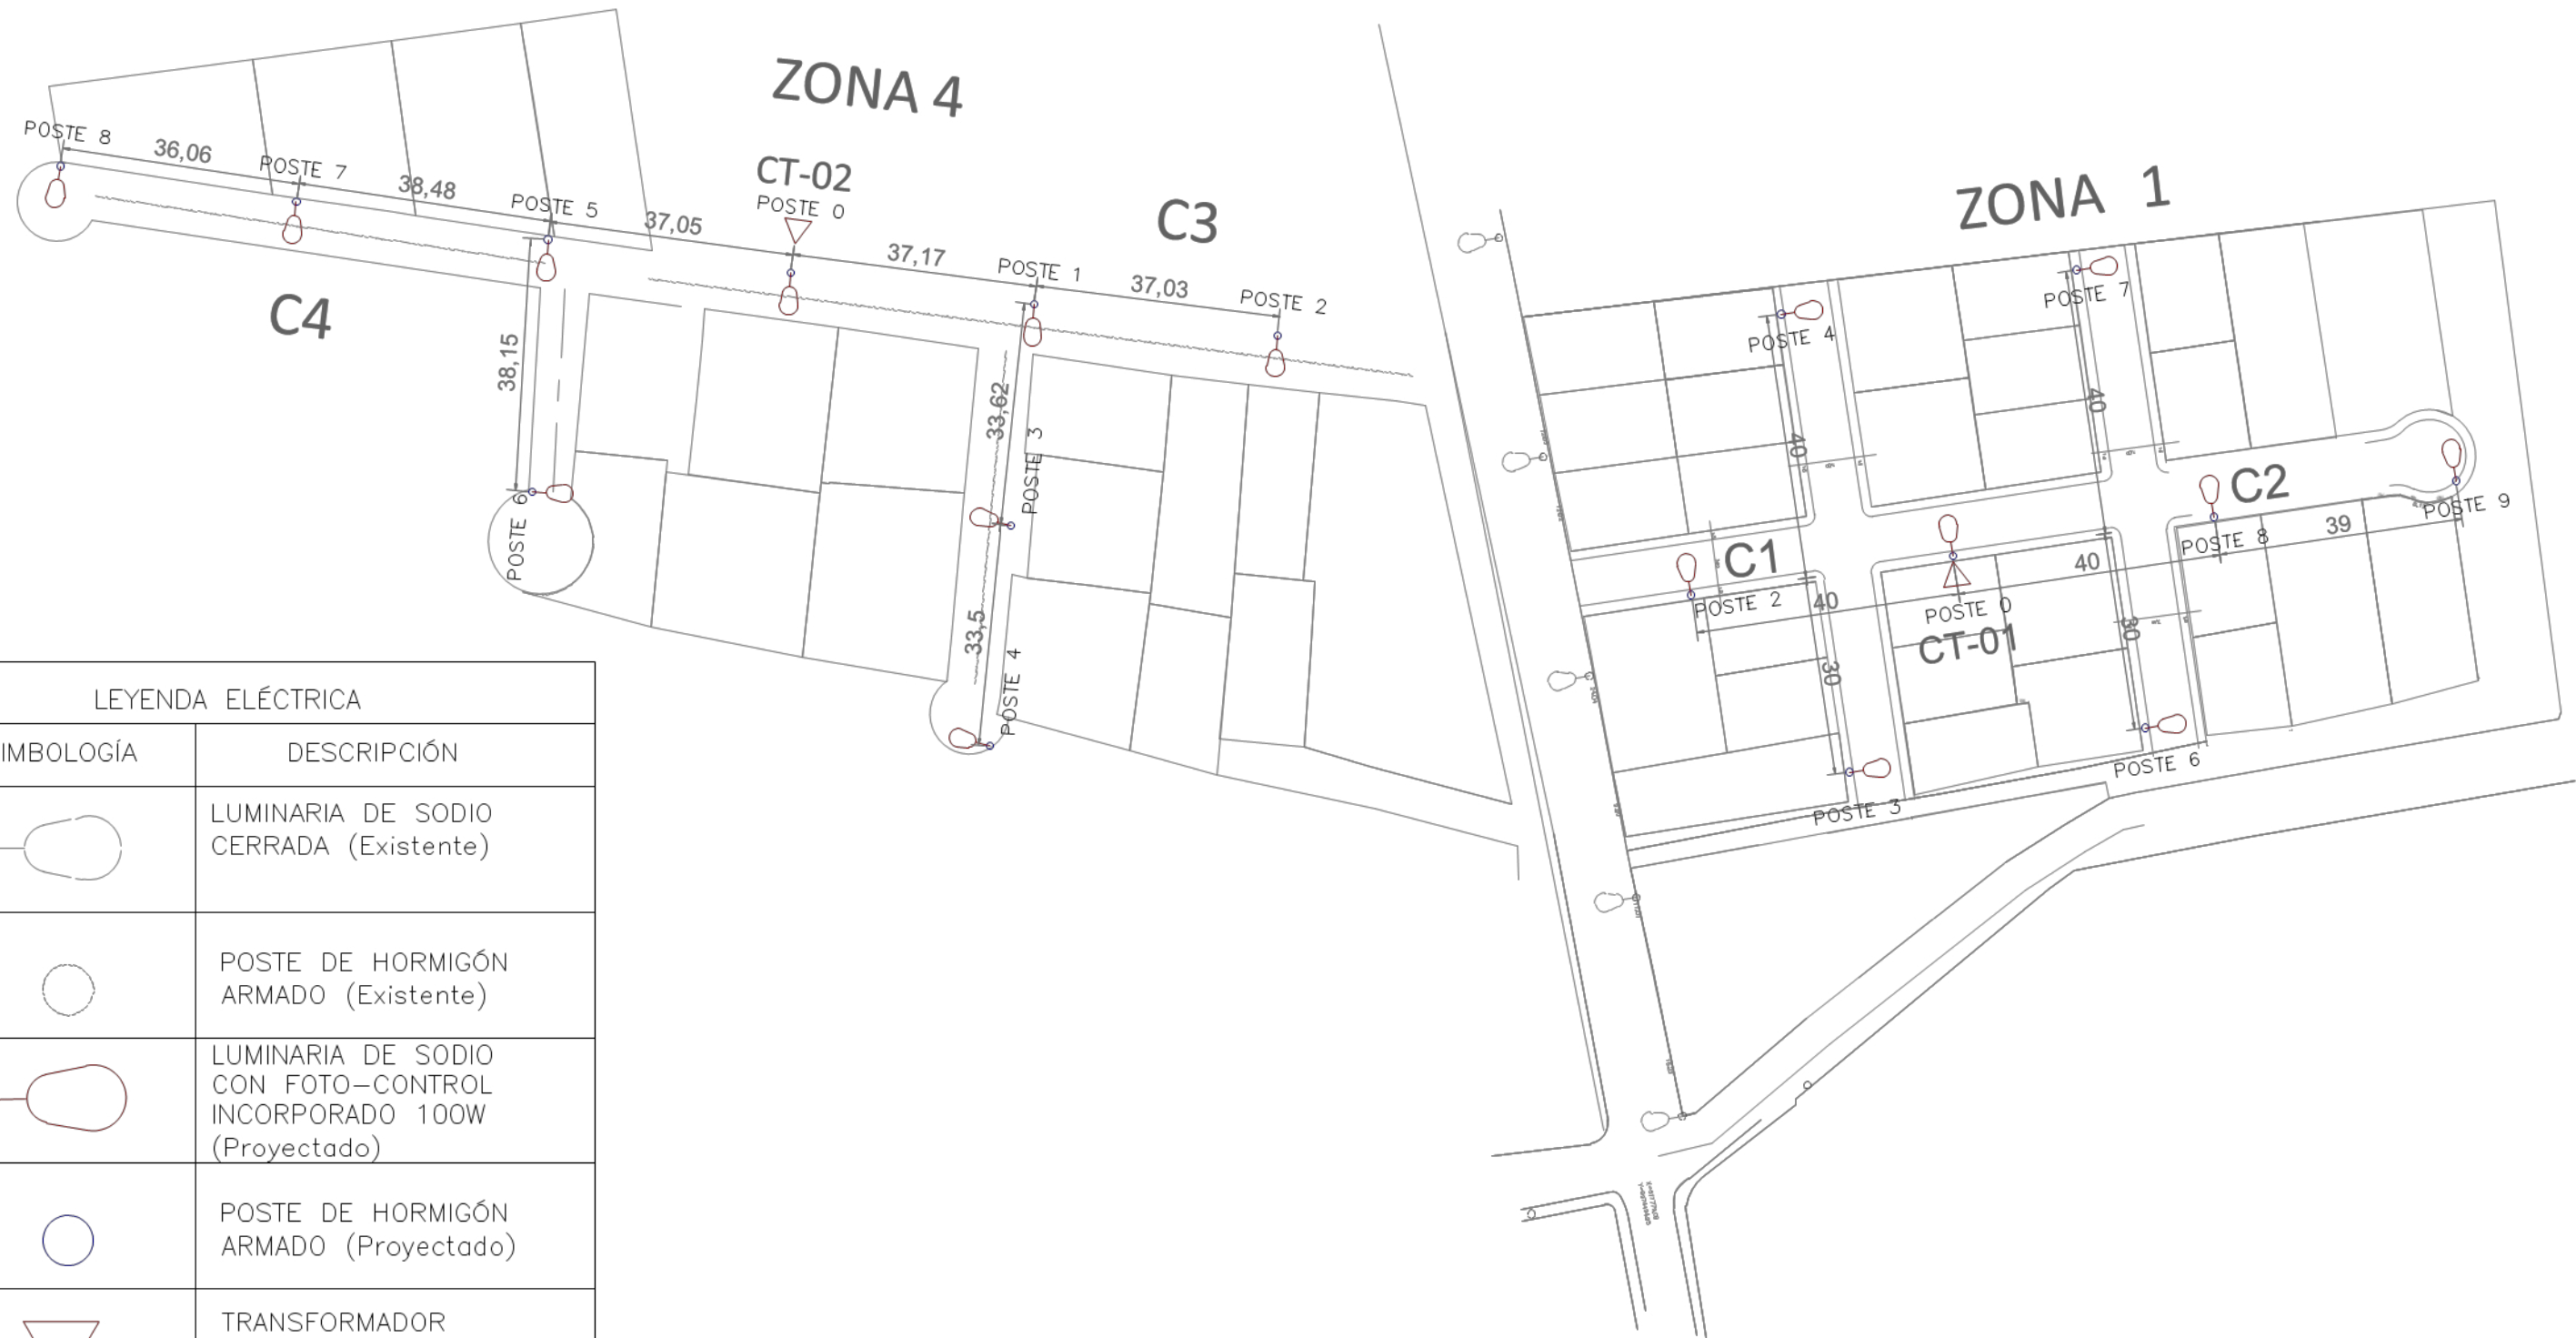 ZONA 4
ZONA 1
POSTE 8
36,06
POSTE 7
38,48
POSTE 5
37,05
CT-02
POSTE 0
37,17
C3
POSTE 1
37,03
POSTE 2
C4
38,15
POSTE 6
33,62
POSTE 3
33,5
POSTE 4
POSTE 7
POSTE 4
40
40
C2
POSTE 9
POSTE 8
39
C1
POSTE 2
40
POSTE 0
CT-01
40
30
30
POSTE 6
POSTE 3
LEYENDA ELÉCTRICA
IMBOLOGÍA
DESCRIPCIÓN
LUMINARIA DE SODIO
CERRADA (Existente)
POSTE DE HORMIGÓN
ARMADO (Existente)
LUMINARIA DE SODIO
CON FOTO-CONTROL
INCORPORADO 100W
(Proyectado)
POSTE DE HORMIGÓN
ARMADO (Proyectado)
TRANSFORMADOR